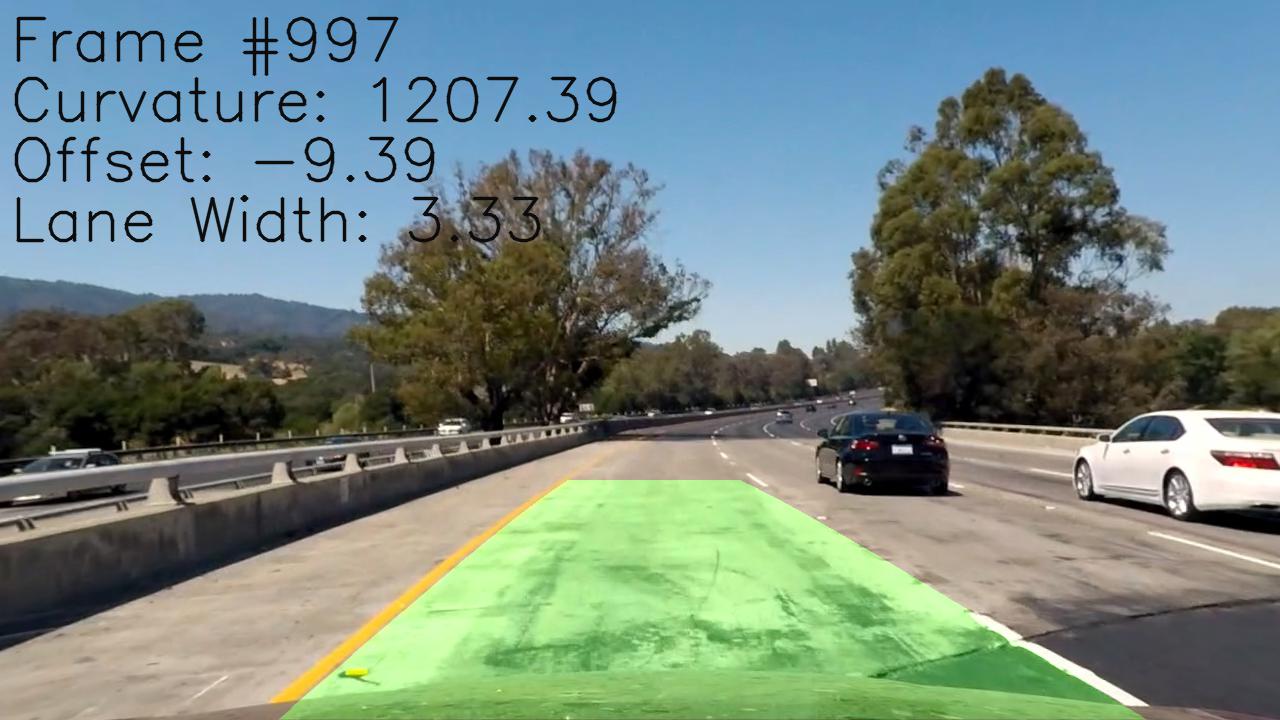 Frame #997
Curvature: 1207.39
Offset: -9.39
Lane Width: 3.33